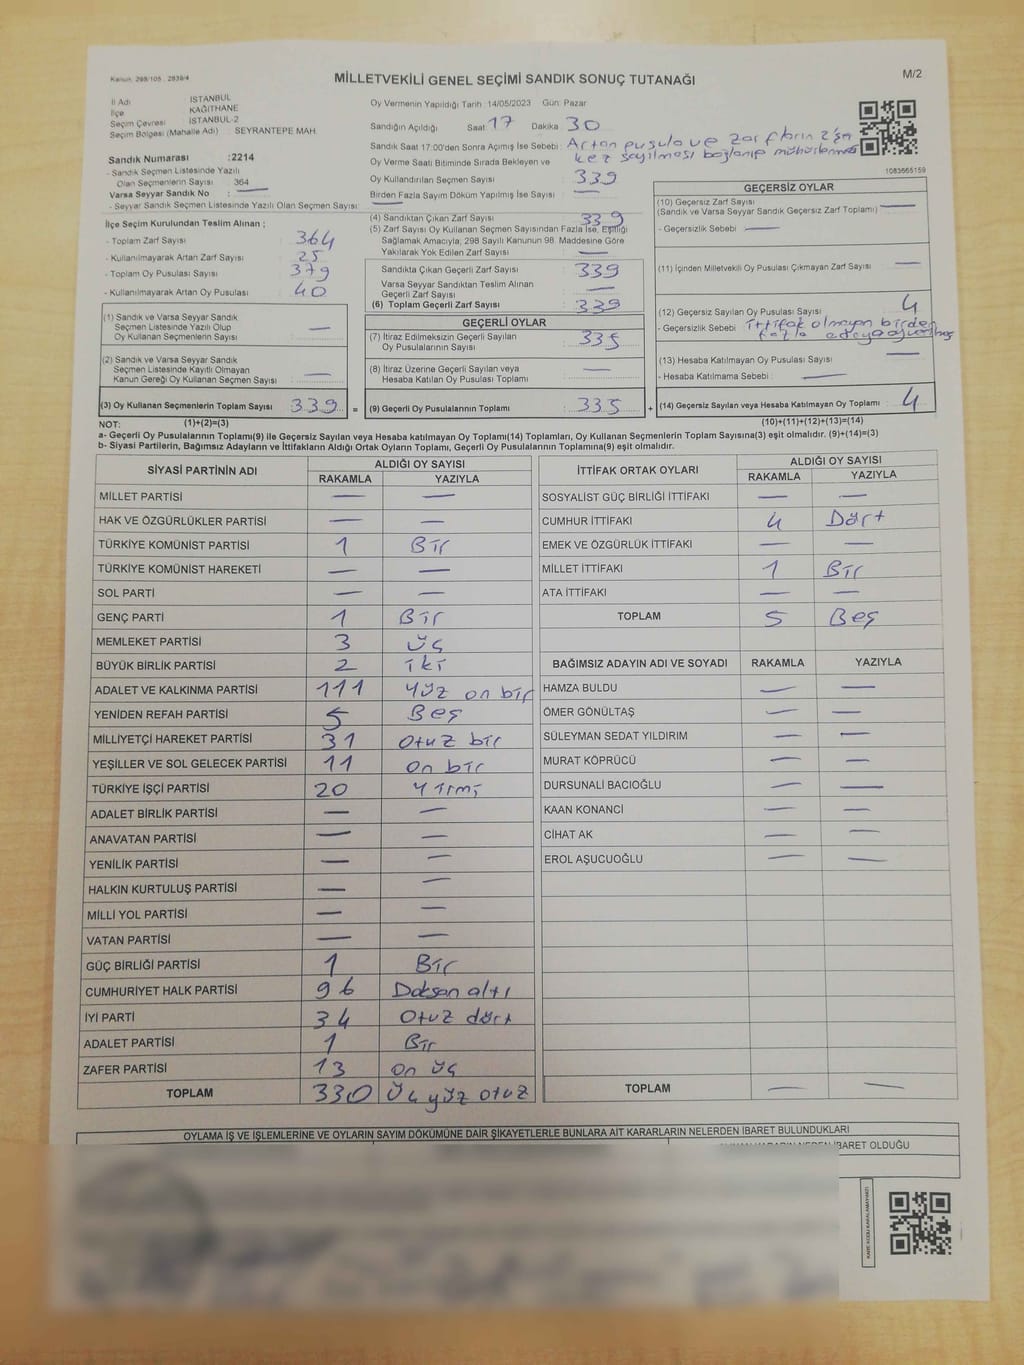 Kanun: 298/105 , 2839/4
MİLLETVEKİLİ GENEL SEÇİMİ SANDIK SONUÇ TUTANAĞI
M/2
İl Adı İSTANBUL
İlçe KAĞITHANE
Seçim Çevresi İSTANBUL-2
Seçim Bölgesi (Mahalle Adı) SEYRANTEPE MAH.
Sandık Numarası :2214
- Sandık Seçmen Listesinde Yazılı
Olan Seçmenlerin Sayısı 364
Varsa Seyyar Sandık No : —
- Seyyar Sandık Seçmen Listesinde Yazılı Olan Seçmen Sayısı: —
Oy Vermenin Yapıldığı Tarih :14/05/2023 Gün: Pazar
Sandığın Açıldığı Saat 17 Dakika 30
Sandık Saat 17:00'den Sonra Açımış İse Sebebi: Artan pusula ve zarfların 2'şer
kez sayılması bağlanıp mühürlenmesi
Oy Verme Saati Bitiminde Sırada Bekleyen ve
Oy Kullandırılan Seçmen Sayısı : 339
Birden Fazla Sayım Döküm Yapılmış İse Sayısı : —
1083665159
İlçe Seçim Kurulundan Teslim Alınan ;
- Toplam Zarf Sayısı : 364
- Kullanılmayarak Artan Zarf Sayısı : 25
- Toplam Oy Pusulası Sayısı : 379
- Kullanılmayarak Artan Oy Pusulası : 40
(1) Sandık ve Varsa Seyyar Sandık
Seçmen Listesinde Yazılı Olup
Oy Kullanan Seçmenlerin Sayısı : —
(2) Sandık ve Varsa Seyyar Sandık
Seçmen Listesinde Kayıtlı Olmayan
Kanun Gereği Oy Kullanan Seçmen Sayısı : —
(3) Oy Kullanan Seçmenlerin Toplam Sayısı : 339 =
(4) Sandıktan Çıkan Zarf Sayısı : 339
(5) Zarf Sayısı Oy Kullanan Seçmen Sayısından Fazla İse, Eşitliği
Sağlamak Amacıyla; 298 Sayılı Kanunun 98. Maddesine Göre
Yakılarak Yok Edilen Zarf Sayısı : —
Sandıkta Çıkan Geçerli Zarf Sayısı : 339
Varsa Seyyar Sandıktan Teslim Alınan
Geçerli Zarf Sayısı : —
(6) Toplam Geçerli Zarf Sayısı : 339
GEÇERLİ OYLAR
(7) İtiraz Edilmeksizin Geçerli Sayılan
Oy Pusulalarının Sayısı : 335
(8) İtiraz Üzerine Geçerli Sayılan veya
Hesaba Katılan Oy Pusulası Toplamı : —
(9) Geçerli Oy Pusulalarının Toplamı : 335 +
GEÇERSİZ OYLAR
(10) Geçersiz Zarf Sayısı
(Sandık ve Varsa Seyyar Sandık Geçersiz Zarf Toplamı) : —
- Geçersizlik Sebebi : —
(11) İçinden Milletvekili Oy Pusulası Çıkmayan Zarf Sayısı : —
(12) Geçersiz Sayılan Oy Pusulası Sayısı : 4
- Geçersizlik Sebebi : İttifak olmayan birden
fazla adaya oy
(13) Hesaba Katılmayan Oy Pusulası Sayısı : —
- Hesaba Katılmama Sebebi : —
(14) Geçersiz Sayılan veya Hesaba Katılmayan Oy Toplamı : 4
NOT: (1)+(2)=(3) (10)+(11)+(12)+(13)=(14)
a- Geçerli Oy Pusulalarının Toplamı(9) ile Geçersiz Sayılan veya Hesaba katılmayan Oy Toplamı(14) Toplamları, Oy Kullanan Seçmenlerin Toplam Sayısına(3) eşit olmalıdır. (9)+(14)=(3)
b- Siyasi Partilerin, Bağımsız Adayların ve İttifakların Aldığı Ortak Oyların Toplamı, Geçerli Oy Pusulalarının Toplamına(9) eşit olmalıdır.
SİYASİ PARTİNİN ADI ALDIĞI OY SAYISI
RAKAMLA YAZIYLA
MİLLET PARTİSİ — —
HAK VE ÖZGÜRLÜKLER PARTİSİ — —
TÜRKİYE KOMÜNİST PARTİSİ 1 Bir
TÜRKİYE KOMÜNİST HAREKETİ — —
SOL PARTİ — —
GENÇ PARTİ 1 Bir
MEMLEKET PARTİSİ 3 üç
BÜYÜK BİRLİK PARTİSİ 2 iki
ADALET VE KALKINMA PARTİSİ 111 Yüz on bir
YENİDEN REFAH PARTİSİ 5 Beş
MİLLİYETÇİ HAREKET PARTİSİ 31 otuz bir
YEŞİLLER VE SOL GELECEK PARTİSİ 11 on bir
TÜRKİYE İŞÇİ PARTİSİ 20 Yirmi
ADALET BİRLİK PARTİSİ — —
ANAVATAN PARTİSİ — —
YENİLİK PARTİSİ — —
HALKIN KURTULUŞ PARTİSİ — —
MİLLİ YOL PARTİSİ — —
VATAN PARTİSİ — —
GÜÇ BİRLİĞİ PARTİSİ 1 Bir
CUMHURİYET HALK PARTİSİ 96 Doksan altı
İYİ PARTİ 34 Otuz dört
ADALET PARTİSİ 1 Bir
ZAFER PARTİSİ 13 on üç
TOPLAM 330 Üç yüz otuz
İTTİFAK ORTAK OYLARI ALDIĞI OY SAYISI
RAKAMLA YAZIYLA
SOSYALİST GÜÇ BİRLİĞİ İTTİFAKI — —
CUMHUR İTTİFAKI 4 Dört
EMEK VE ÖZGÜRLÜK İTTİFAKI — —
MİLLET İTTİFAKI 1 Bir
ATA İTTİFAKI — —
TOPLAM 5 Beş
BAĞIMSIZ ADAYIN ADI VE SOYADI RAKAMLA YAZIYLA
HAMZA BULDU — —
ÖMER GÖNÜLTAŞ — —
SÜLEYMAN SEDAT YILDIRIM — —
MURAT KÖPRÜCÜ — —
DURSUNALİ BACIOĞLU — —
KAAN KONANCİ — —
CİHAT AK — —
EROL AŞUCUOĞLU — —
TOPLAM — —
OYLAMA İŞ VE İŞLEMLERİNE VE OYLARIN SAYIM DÖKÜMÜNE DAİR ŞİKAYETLERLE BUNLARA AİT KARARLARIN NELERDEN İBARET BULUNDUKLARI
İBARET OLDUĞU